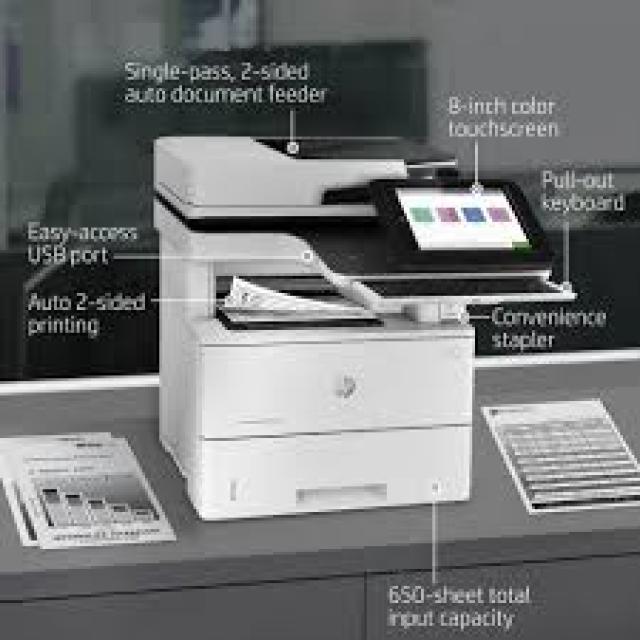 Single-pass, 2-sided
auto document feeder
8-inch color
touchscreen
Pull-out
keyboard
Easy-access
USB port
Auto 2-sided
printing
Convenience
stapler
hp
650-sheet total
input capacity